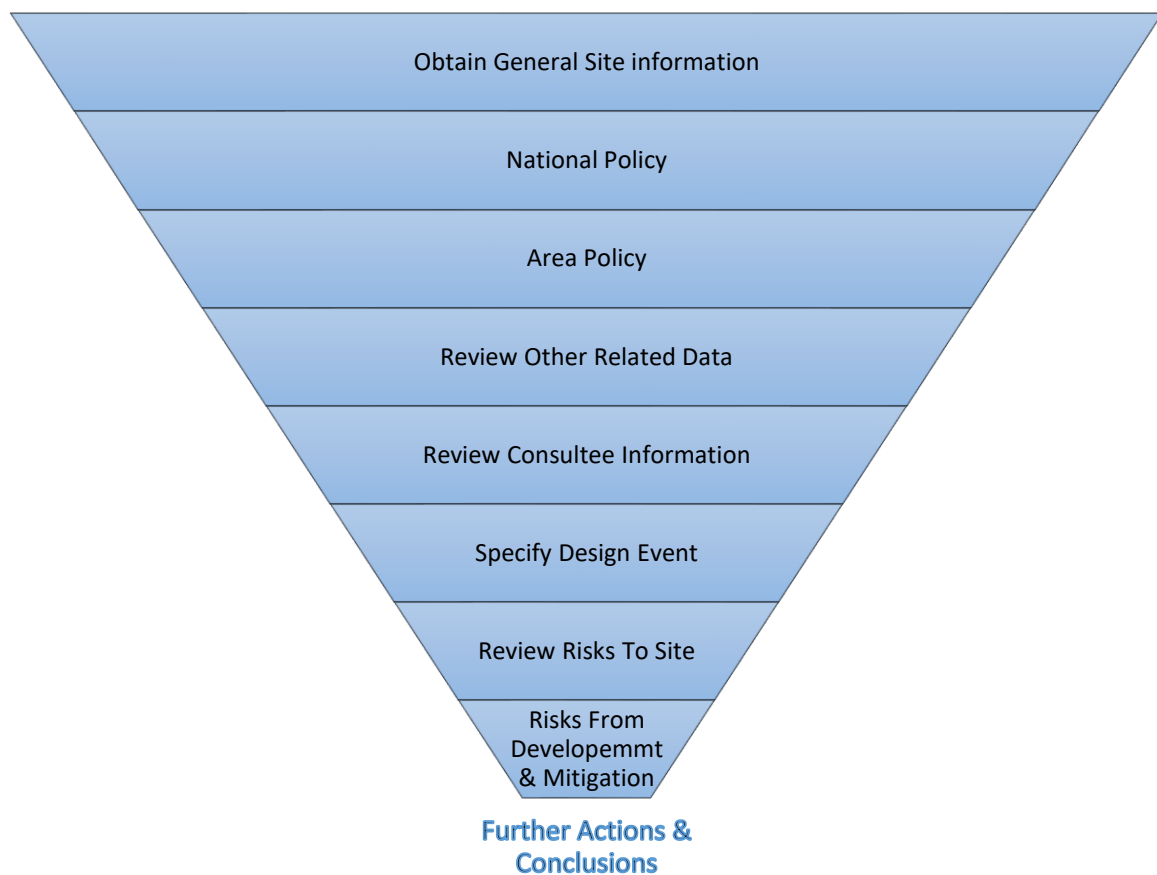 Obtain General Site information
National Policy
Area Policy
Review Other Related Data
Review Consultee Information
Specify Design Event
Review Risks To Site
Risks From
Developemmt
& Mitigation
Further Actions &
Conclusions